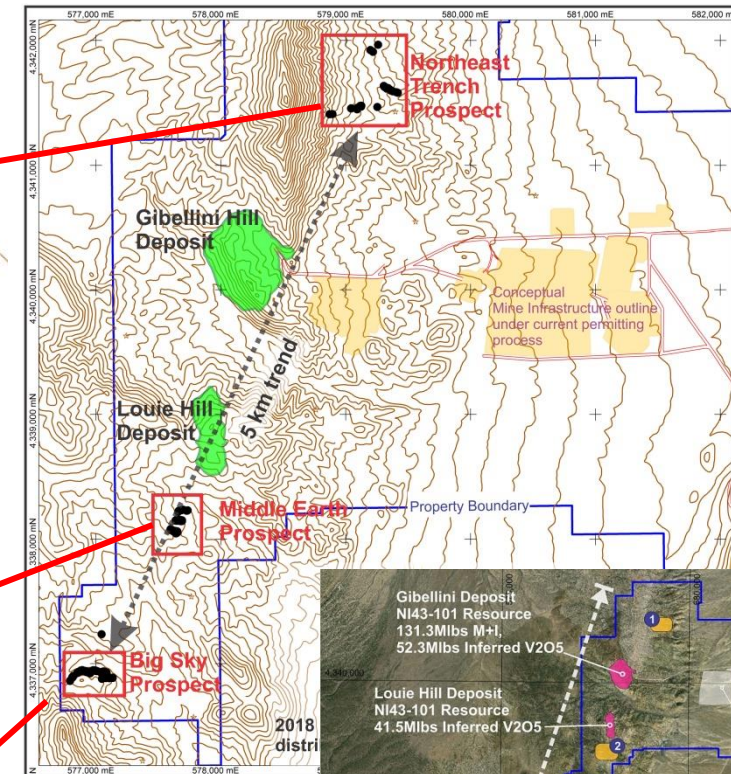 577,000 mE
578,000 mE
579,000 mE
580,000 mE
581,000 mE
582,000 m
4,342,000 mN
Northeast
Trench
Prospect
4,341,000 mN
Gibellini Hill
Deposit
4,340,000 mN
Conceptual
Mine Infrastructure outline
under current permitting
process
5 km trend
4,339,000 mN
Louie Hill
Deposit
Middle Earth
Prospect
Property Boundary
338,000 mN
Big Sky
Prospect
4,337,000 mN
Gibellini Deposit
NI43-101 Resource
131.3Mlbs M+I,
52.3Mlbs Inferred V2O5
1
4,340,000
Louie Hill Deposit
NI43-101 Resource
41.5Mlbs Inferred V2O5
2
2018
distri
577,000 mE
578,000 m